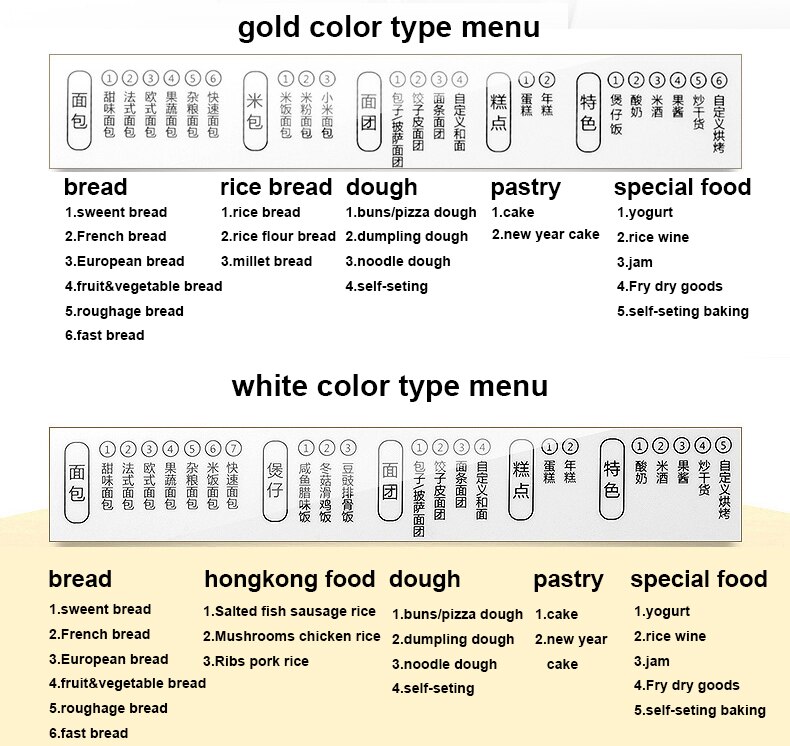 gold color type menu
面包
① 甜味面包
② 法式面包
③ 欧式面包
④ 果蔬面包
⑤ 杂粮面包
⑥ 快速面包
米包
① 米饭面包
② 米粉面包
③ 小米面包
面团
① 包子/披萨面团
② 饺子皮面团
③ 面条面团
④ 自定义和面
糕点
① 蛋糕
② 年糕
特色
① 煲仔饭
② 酸奶
③ 米酒
④ 果酱
⑤ 炒干货
⑥ 自定义烘烤
bread
1.sweent bread
2.French bread
3.European bread
4.fruit&vegetable bread
5.roughage bread
6.fast bread
rice bread
1.rice bread
2.rice flour bread
3.millet bread
dough
1.buns/pizza dough
2.dumpling dough
3.noodle dough
4.self-seting
pastry
1.cake
2.new year cake
special food
1.yogurt
2.rice wine
3.jam
4.Fry dry goods
5.self-seting baking
white color type menu
面包
① 甜味面包
② 法式面包
③ 欧式面包
④ 果蔬面包
⑤ 杂粮面包
⑥ 米饭面包
⑦ 快速面包
煲仔
① 咸鱼腊味饭
② 冬菇滑鸡饭
③ 豆豉排骨饭
面团
① 包子/披萨面团
② 饺子皮面团
③ 面条面团
④ 自定义和面
糕点
① 蛋糕
② 年糕
特色
① 酸奶
② 米酒
③ 果酱
④ 炒干货
⑤ 自定义烘烤
bread
1.sweent bread
2.French bread
3.European bread
4.fruit&vegetable bread
5.roughage bread
6.fast bread
hongkong food
1.Salted fish sausage rice
2.Mushrooms chicken rice
3.Ribs pork rice
dough
1.buns/pizza dough
2.dumpling dough
3.noodle dough
4.self-seting
pastry
1.cake
2.new year
cake
special food
1.yogurt
2.rice wine
3.jam
4.Fry dry goods
5.self-seting baking